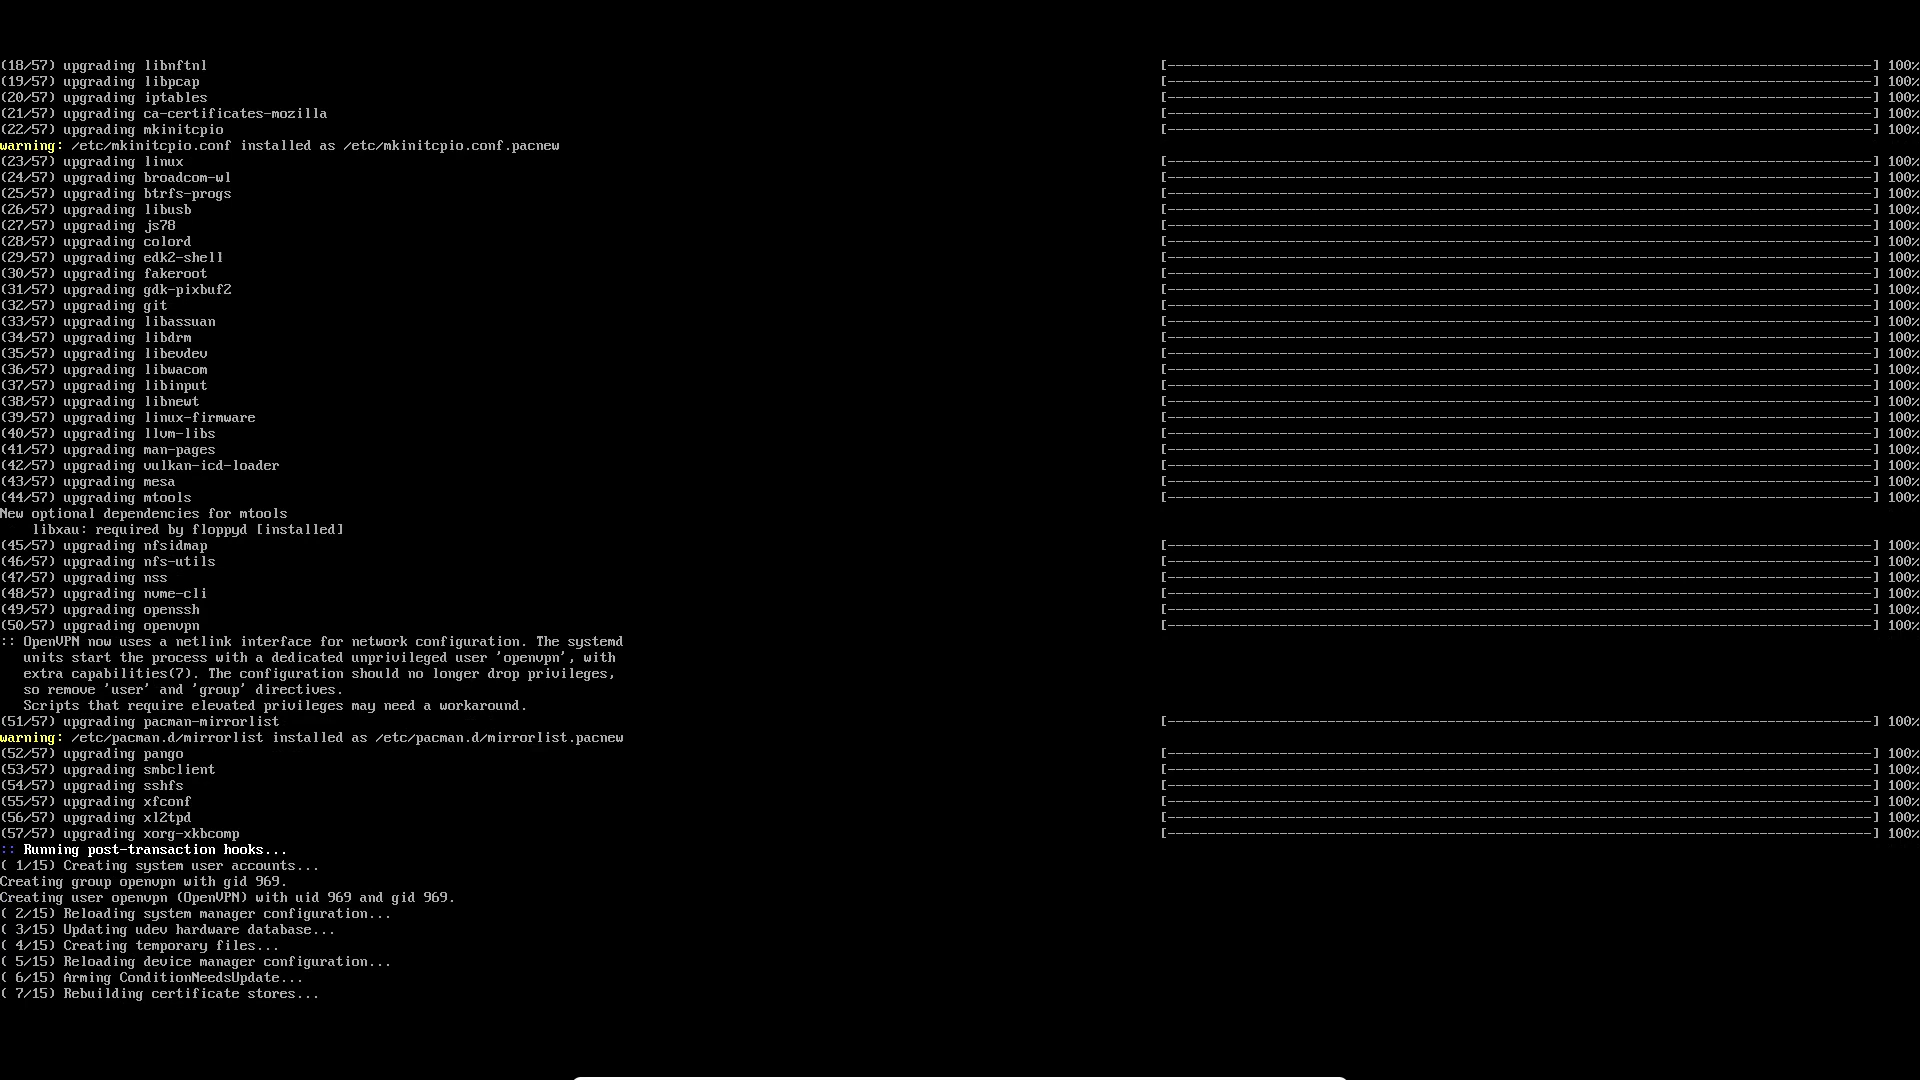 (18/57) upgrading libnftnl [----------------------------------------] 100%
(19/57) upgrading libpcap [----------------------------------------] 100%
(20/57) upgrading iptables [----------------------------------------] 100%
(21/57) upgrading ca-certificates-mozilla [----------------------------------------] 100%
(22/57) upgrading mkinitcpio [----------------------------------------] 100%
warning: /etc/mkinitcpio.conf installed as /etc/mkinitcpio.conf.pacnew
(23/57) upgrading linux [----------------------------------------] 100%
(24/57) upgrading broadcom-wl [----------------------------------------] 100%
(25/57) upgrading btrfs-progs [----------------------------------------] 100%
(26/57) upgrading libusb [----------------------------------------] 100%
(27/57) upgrading js78 [----------------------------------------] 100%
(28/57) upgrading colord [----------------------------------------] 100%
(29/57) upgrading edk2-shell [----------------------------------------] 100%
(30/57) upgrading fakeroot [----------------------------------------] 100%
(31/57) upgrading gdk-pixbuf2 [----------------------------------------] 100%
(32/57) upgrading git [----------------------------------------] 100%
(33/57) upgrading libassuan [----------------------------------------] 100%
(34/57) upgrading libdrm [----------------------------------------] 100%
(35/57) upgrading libevdev [----------------------------------------] 100%
(36/57) upgrading libwacom [----------------------------------------] 100%
(37/57) upgrading libinput [----------------------------------------] 100%
(38/57) upgrading libnewt [----------------------------------------] 100%
(39/57) upgrading linux-firmware [----------------------------------------] 100%
(40/57) upgrading llvm-libs [----------------------------------------] 100%
(41/57) upgrading man-pages [----------------------------------------] 100%
(42/57) upgrading vulkan-icd-loader [----------------------------------------] 100%
(43/57) upgrading mesa [----------------------------------------] 100%
(44/57) upgrading mtools [----------------------------------------] 100%
New optional dependencies for mtools
    libxau: required by floppyd [installed]
(45/57) upgrading nfsidmap [----------------------------------------] 100%
(46/57) upgrading nfs-utils [----------------------------------------] 100%
(47/57) upgrading nss [----------------------------------------] 100%
(48/57) upgrading nvme-cli [----------------------------------------] 100%
(49/57) upgrading openssh [----------------------------------------] 100%
(50/57) upgrading openvpn [----------------------------------------] 100%
:: OpenVPN now uses a netlink interface for network configuration. The systemd
   units start the process with a dedicated unprivileged user 'openvpn', with
   extra capabilities(7). The configuration should no longer drop privileges,
   so remove 'user' and 'group' directives.
   Scripts that require elevated privileges may need a workaround.
(51/57) upgrading pacman-mirrorlist [----------------------------------------] 100%
warning: /etc/pacman.d/mirrorlist installed as /etc/pacman.d/mirrorlist.pacnew
(52/57) upgrading pango [----------------------------------------] 100%
(53/57) upgrading smbclient [----------------------------------------] 100%
(54/57) upgrading sshfs [----------------------------------------] 100%
(55/57) upgrading xfconf [----------------------------------------] 100%
(56/57) upgrading xl2tpd [----------------------------------------] 100%
(57/57) upgrading xorg-xkbcomp [----------------------------------------] 100%
:: Running post-transaction hooks...
( 1/15) Creating system user accounts...
Creating group openvpn with gid 969.
Creating user openvpn (OpenVPN) with uid 969 and gid 969.
( 2/15) Reloading system manager configuration...
( 3/15) Updating udev hardware database...
( 4/15) Creating temporary files...
( 5/15) Reloading device manager configuration...
( 6/15) Arming ConditionNeedsUpdate...
( 7/15) Rebuilding certificate stores...